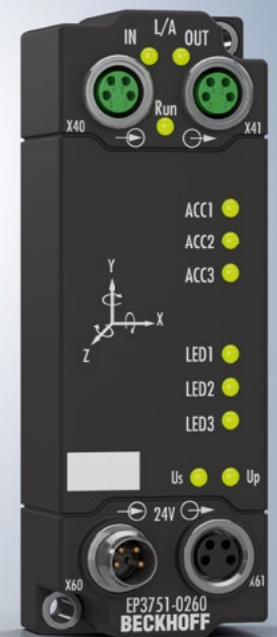 L/A
IN OUT
Run
X40 X41
ACC1
ACC2
ACC3
Y
X
Z
LED1
LED2
LED3
Us Up
24V
X60 X61
EP3751-0260
BECKHOFF